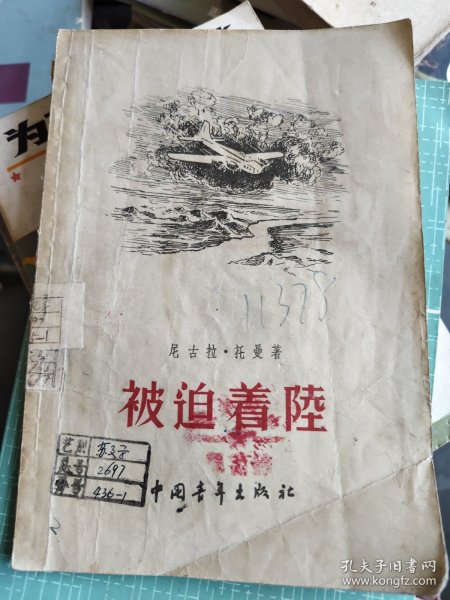 为
11378
尼古拉·托曼著
被迫着陸
2697
436-1
中国青年出版社
孔夫子旧书网
www.kongfz.com